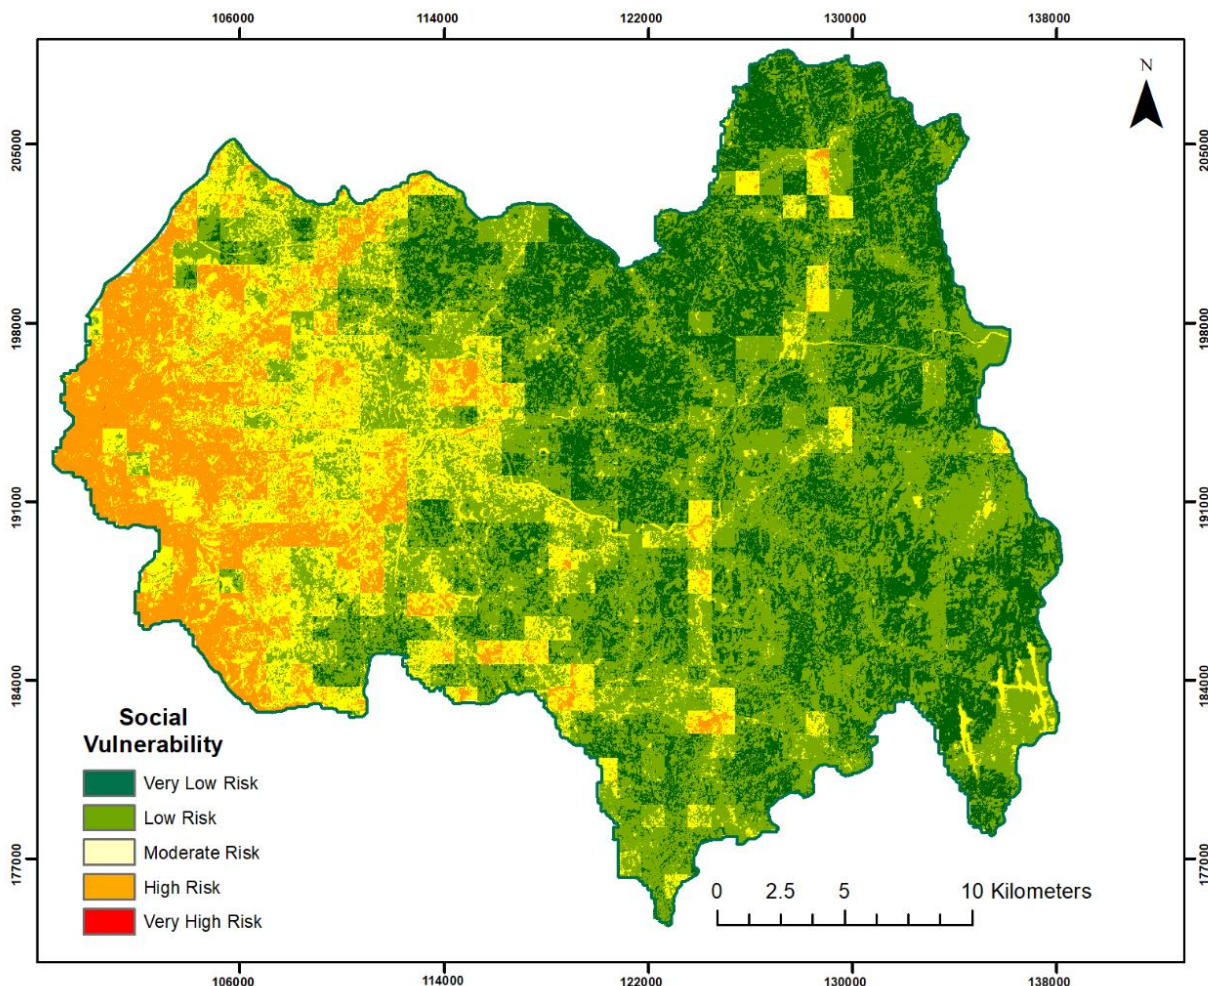 106000 114000 122000 130000 138000
N
205000 205000
198000 198000
191000 191000
184000 184000
177000 177000
Social
Vulnerability
Very Low Risk
Low Risk
Moderate Risk
High Risk
Very High Risk
0 2.5 5 10 Kilometers
106000 114000 122000 130000 138000